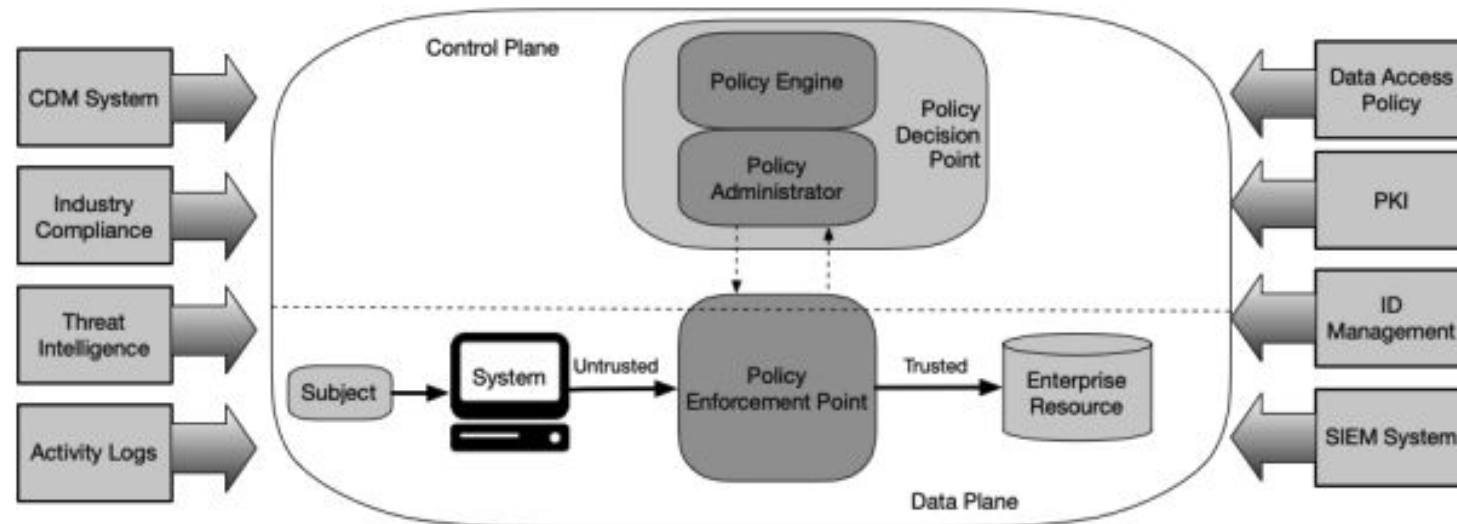 Control Plane
CDM System
Industry
Compliance
Threat
Intelligence
Activity Logs
Policy Engine
Policy
Administrator
Policy
Decision
Point
Subject
System
Untrusted
Policy
Enforcement Point
Trusted
Enterprise
Resource
Data Plane
Data Access
Policy
PKI
ID
Management
SIEM System